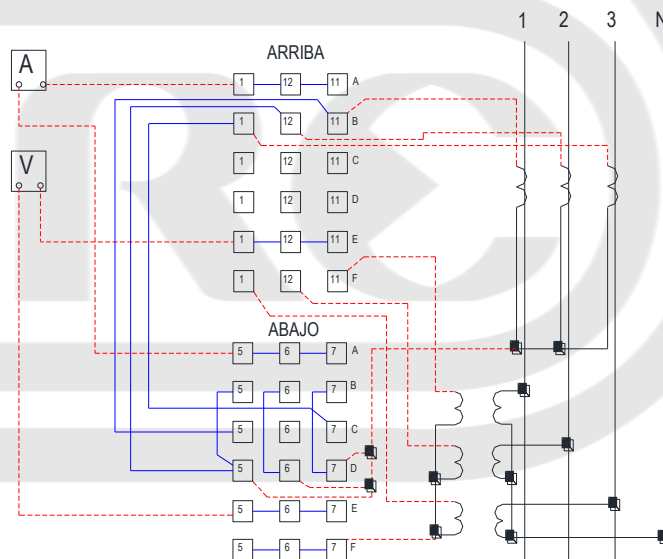 1 2 3 N
ARRIBA
A
1 12 11 A
1 12 11 B
V
1 12 11 C
1 12 11 D
1 12 11 E
1 12 11 F
ABAJO
5 6 7 A
5 6 7 B
5 6 7 C
5 6 7 D
5 6 7 E
5 6 7 F